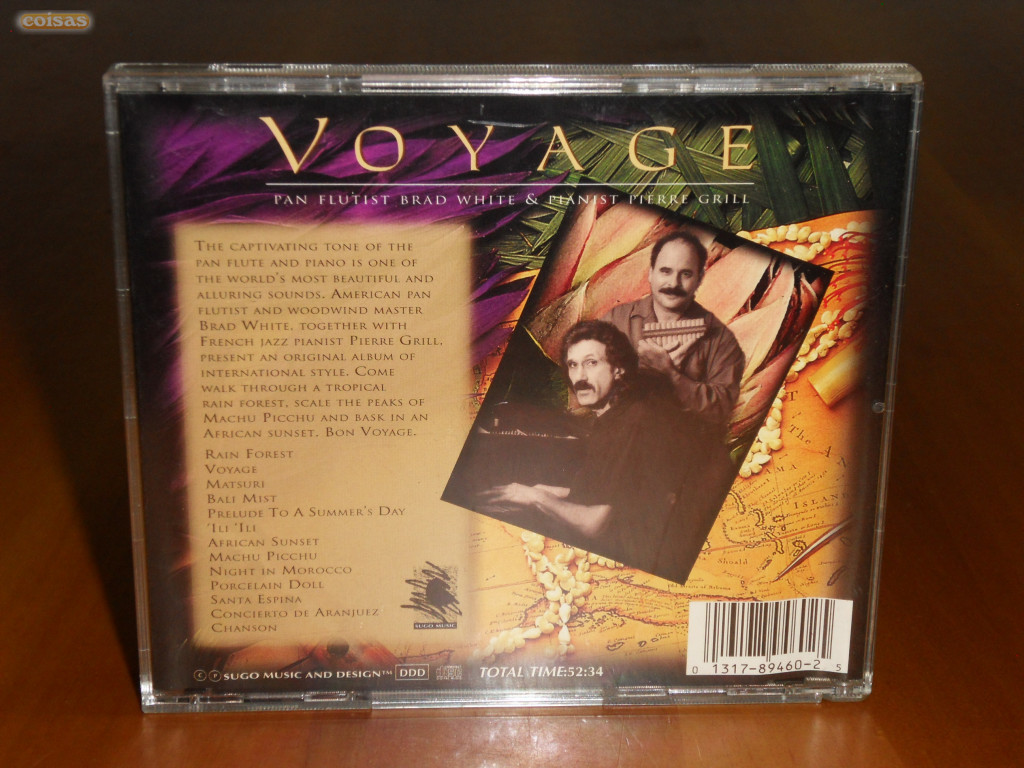 coisas
VOYAGE
PAN FLUTIST BRAD WHITE & PIANIST PIERRE GRILL
THE CAPTIVATING TONE OF THE
PAN FLUTE AND PIANO IS ONE OF
THE WORLD'S MOST BEAUTIFUL AND
ALLURING SOUNDS. AMERICAN PAN
FLUTIST AND WOODWIND MASTER
BRAD WHITE, TOGETHER WITH
FRENCH JAZZ PIANIST PIERRE GRILL,
PRESENT AN ORIGINAL ALBUM OF
INTERNATIONAL STYLE. COME
WALK THROUGH A TROPICAL
RAIN FOREST, SCALE THE PEAKS OF
MACHU PICCHU AND BASK IN AN
AFRICAN SUNSET. BON VOYAGE.
RAIN FOREST
VOYAGE
MATSURI
BALI MIST
PRELUDE TO A SUMMER'S DAY
'ILI 'ILI
AFRICAN SUNSET
MACHU PICCHU
NIGHT IN MOROCCO
PORCELAIN DOLL
SANTA ESPINA
CONCIERTO DE ARANJUEZ
CHANSON
SUGO MUSIC
The
ISLAN
Shoald
© ℗ SUGO MUSIC AND DESIGN™ DDD TOTAL TIME:52:34
0 1317-89460-2 5